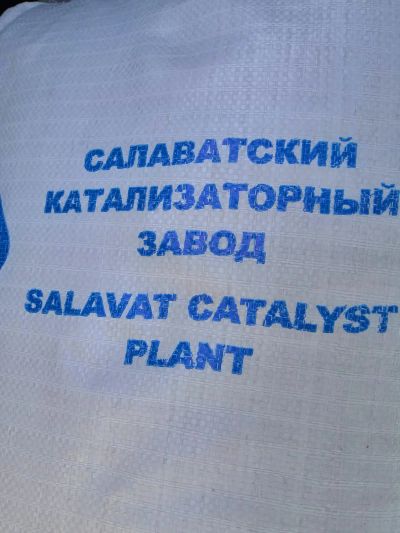 САЛАВАТСКИЙ
КАТАЛИЗАТОРНЫЙ
ЗАВОД
SALAVAT CATALYST
PLANT